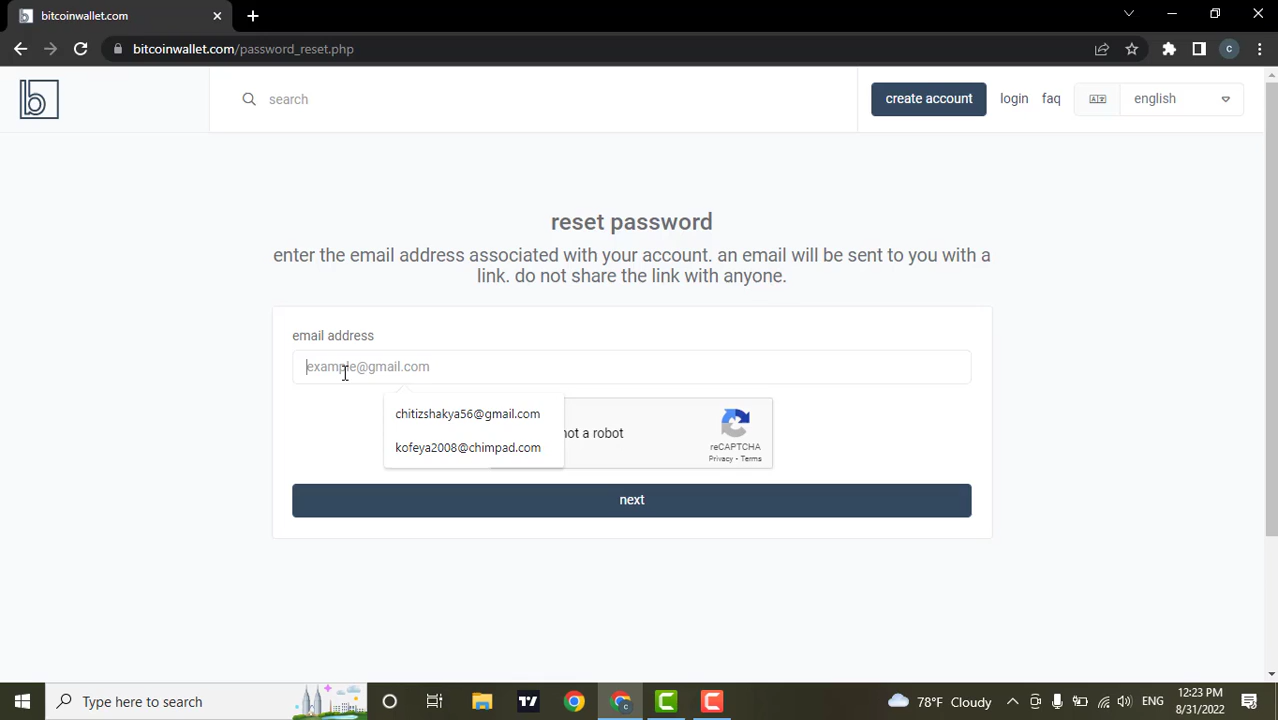 bitcoinwallet.com
bitcoinwallet.com/password_reset.php
c
b
search
create account
login
faq
english
reset password
enter the email address associated with your account. an email will be sent to you with a
link. do not share the link with anyone.
email address
example@gmail.com
chitizshakya56@gmail.com
kofeya2008@chimpad.com
not a robot
reCAPTCHA
Privacy - Terms
next
Type here to search
78°F Cloudy
ENG
12:23 PM
8/31/2022